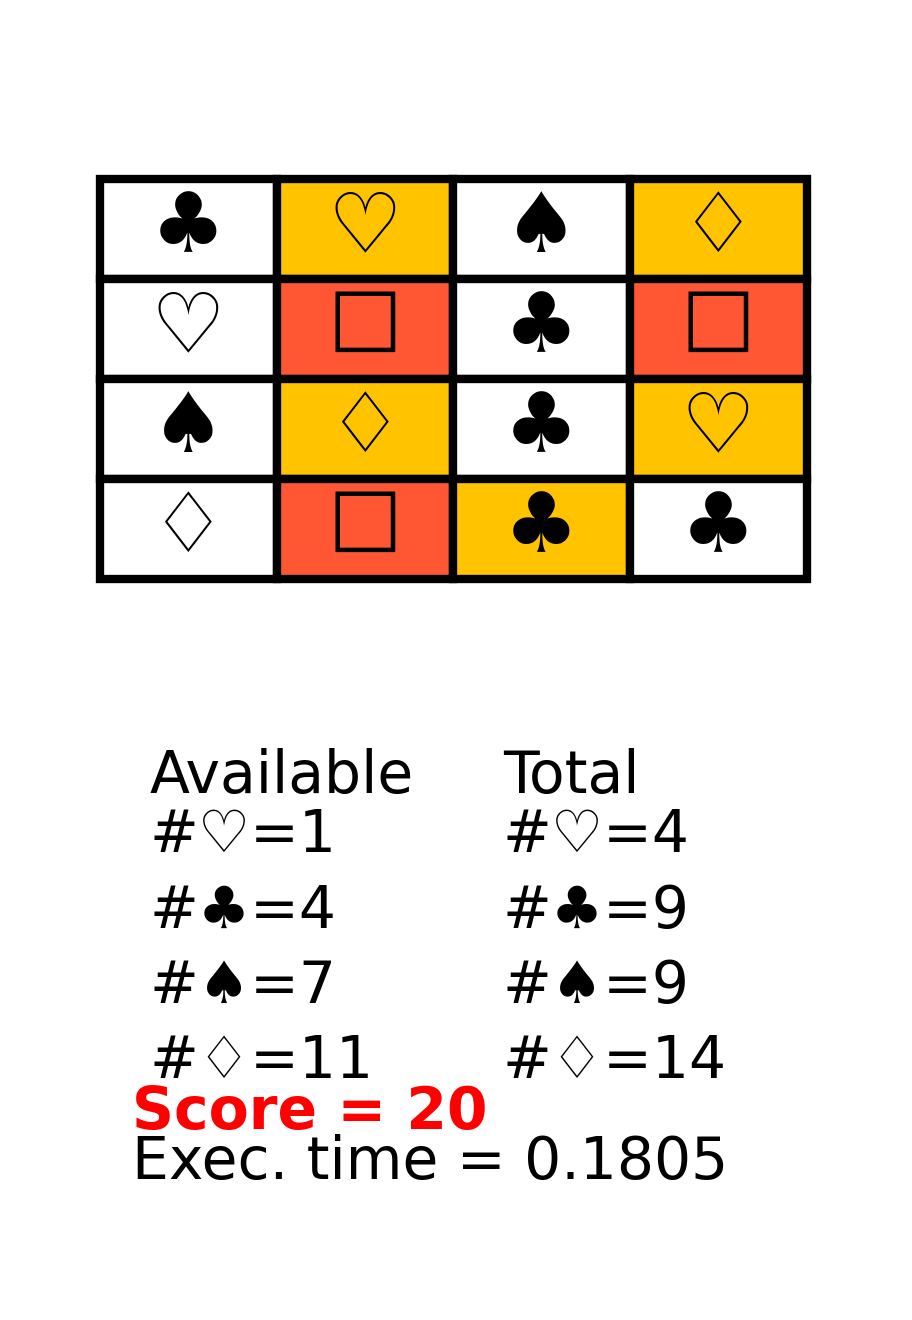 ♣ ♡ ♠ ♢
♡ □ ♣ □
♠ ♢ ♣ ♡
♢ □ ♣ ♣
Available Total
#♡=1 #♡=4
#♣=4 #♣=9
#♠=7 #♠=9
#♢=11 #♢=14
Score = 20
Exec. time = 0.1805